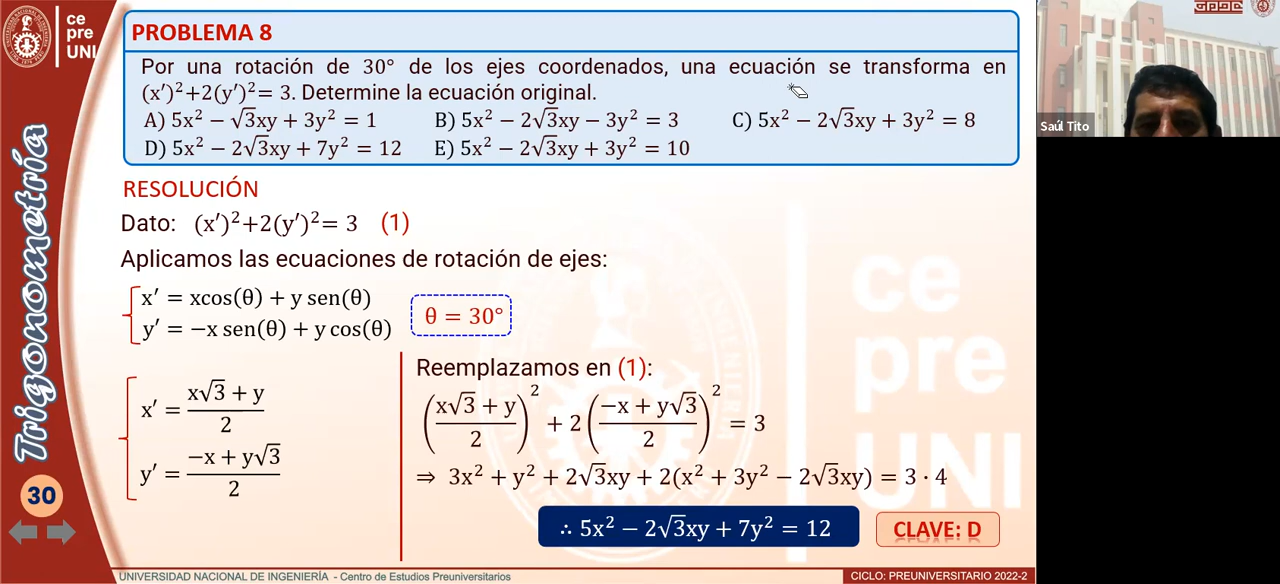 ce
pre
UNI
PROBLEMA 8
Por una rotación de 30° de los ejes coordenados, una ecuación se transforma en
(x′)²+2(y′)²= 3. Determine la ecuación original.
A) 5x² − √3xy + 3y² = 1 B) 5x² − 2√3xy − 3y² = 3 C) 5x² − 2√3xy + 3y² = 8
D) 5x² − 2√3xy + 7y² = 12 E) 5x² − 2√3xy + 3y² = 10
Saúl Tito
RESOLUCIÓN
Dato: (x′)²+2(y′)²= 3 (1)
Aplicamos las ecuaciones de rotación de ejes:
x′ = xcos(θ) + y sen(θ)
y′ = −x sen(θ) + y cos(θ)
θ = 30°
x′ = (x√3 + y)/2
y′ = (−x + y√3)/2
Reemplazamos en (1):
((x√3 + y)/2)² + 2((−x + y√3)/2)² = 3
⇒ 3x² + y² + 2√3xy + 2(x² + 3y² − 2√3xy) = 3 · 4
∴ 5x² − 2√3xy + 7y² = 12
CLAVE: D
Trigonometría
30
ce
pre
UNI
UNIVERSIDAD NACIONAL DE INGENIERÍA - Centro de Estudios Preuniversitarios
CICLO: PREUNIVERSITARIO 2022-2